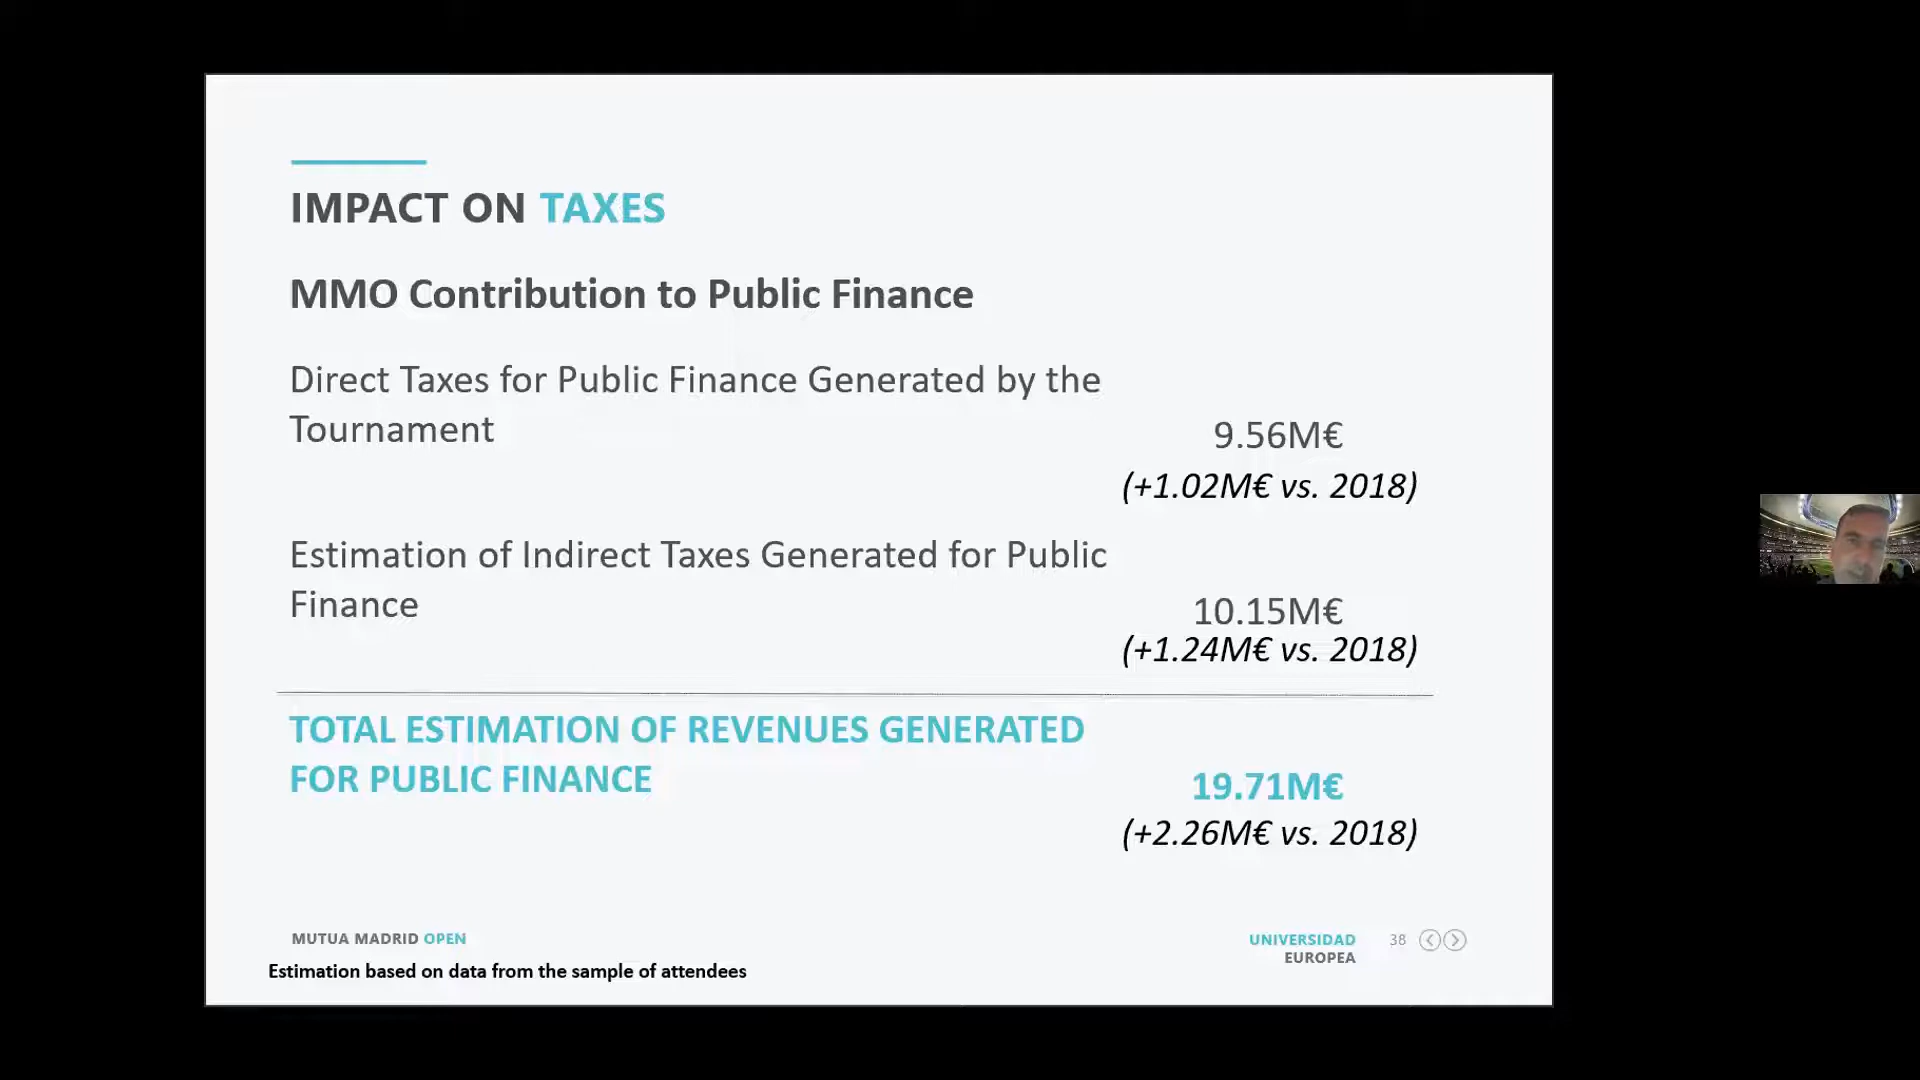 IMPACT ON TAXES
MMO Contribution to Public Finance
Direct Taxes for Public Finance Generated by the
Tournament
9.56M€
(+1.02M€ vs. 2018)
Estimation of Indirect Taxes Generated for Public
Finance
10.15M€
(+1.24M€ vs. 2018)
TOTAL ESTIMATION OF REVENUES GENERATED
FOR PUBLIC FINANCE
19.71M€
(+2.26M€ vs. 2018)
MUTUA MADRID OPEN
UNIVERSIDAD
EUROPEA
38
Estimation based on data from the sample of attendees